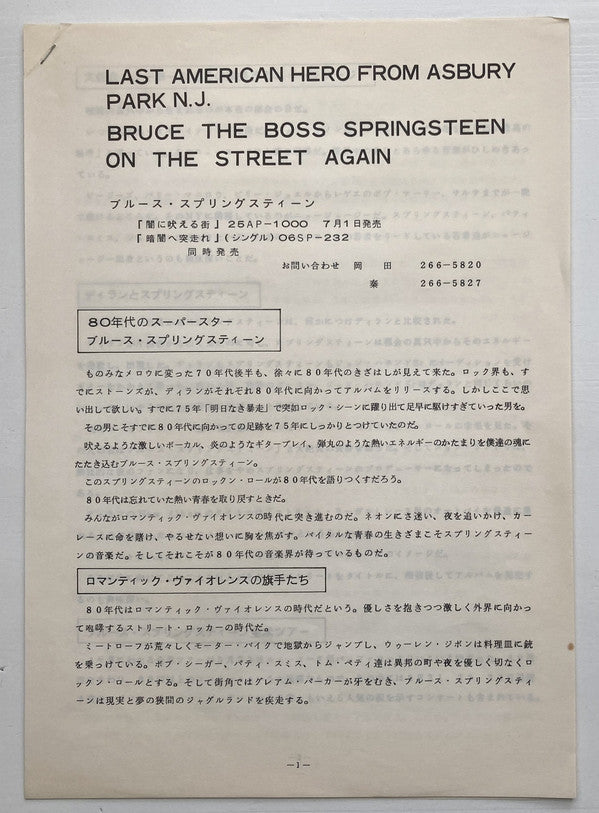 LAST AMERICAN HERO FROM ASBURY
PARK N.J.
BRUCE THE BOSS SPRINGSTEEN
ON THE STREET AGAIN
ブルース・スプリングスティーン
『闇に吠える街』25AP-1000 7月1日発売
『暗闇へ突走れ』(シングル)06SP-232
同時発売
お問い合わせ 岡田 266-5820
秦 266-5827
80年代のスーパースター
ブルース・スプリングスティーン
ものみなメロウに変った70年代後半も、徐々に80年代のきざはしが見えて来た。ロック界も、す
でにストーンズが、ディランがそれぞれ80年代に向かってアルバムをリリースする。しかしここで思
い出して欲しい。すでに75年「明日なき暴走」で突如ロック・シーンに躍り出て足早に駆けすぎていった男を。
その男こそすでに80年代に向かっての足跡を75年にしっかりとつけていたのだ。
吠えるような激しいボーカル、炎のようなギタープレイ、弾丸のような熱いエネルギーのかたまりを僕達の魂に
たたき込むブルース・スプリングスティーン。
このスプリングスティーンのロックン・ロールが80年代を語りつくすだろう。
80年代は忘れていた熱い青春を取り戻すときだ。
みんながロマンティック・ヴァイオレンスの時代に突き進むのだ。ネオンにさ迷い、夜を追いかけ、カー
レースに命を賭け、やるせない想いに胸を焦がす。バイタルな青春の生きざまこそスプリングスティー
ンの音楽だ。そしてそれこそが80年代の音楽界が待っているものだ。
ロマンティック・ヴァイオレンスの旗手たち
80年代はロマンティック・ヴァイオレンスの時代だという。優しさを抱きつつ激しく外界に向かっ
て咆哮するストリート・ロッカーの時代だ。
ミートローフが荒々しくモーター・バイクで地獄からジャンプし、ウゥーレン・ジボンは料理皿に銃
を乗っけている。ボブ・シーガー、パティ・スミス、トム・ペティ達は異邦の町や夜を優しく切なくロ
ックン・ロールとする。そして街角ではグレアム・パーカーが牙をむき、ブルース・スプリングスティ
ーンは現実と夢の狭間のジャグルランドを疾走する。
—1—